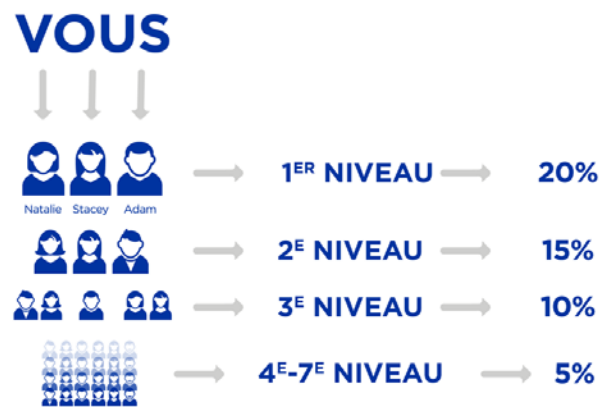 VOUS
Natalie Stacey Adam
1ER NIVEAU 20%
2E NIVEAU 15%
3E NIVEAU 10%
4E-7E NIVEAU 5%